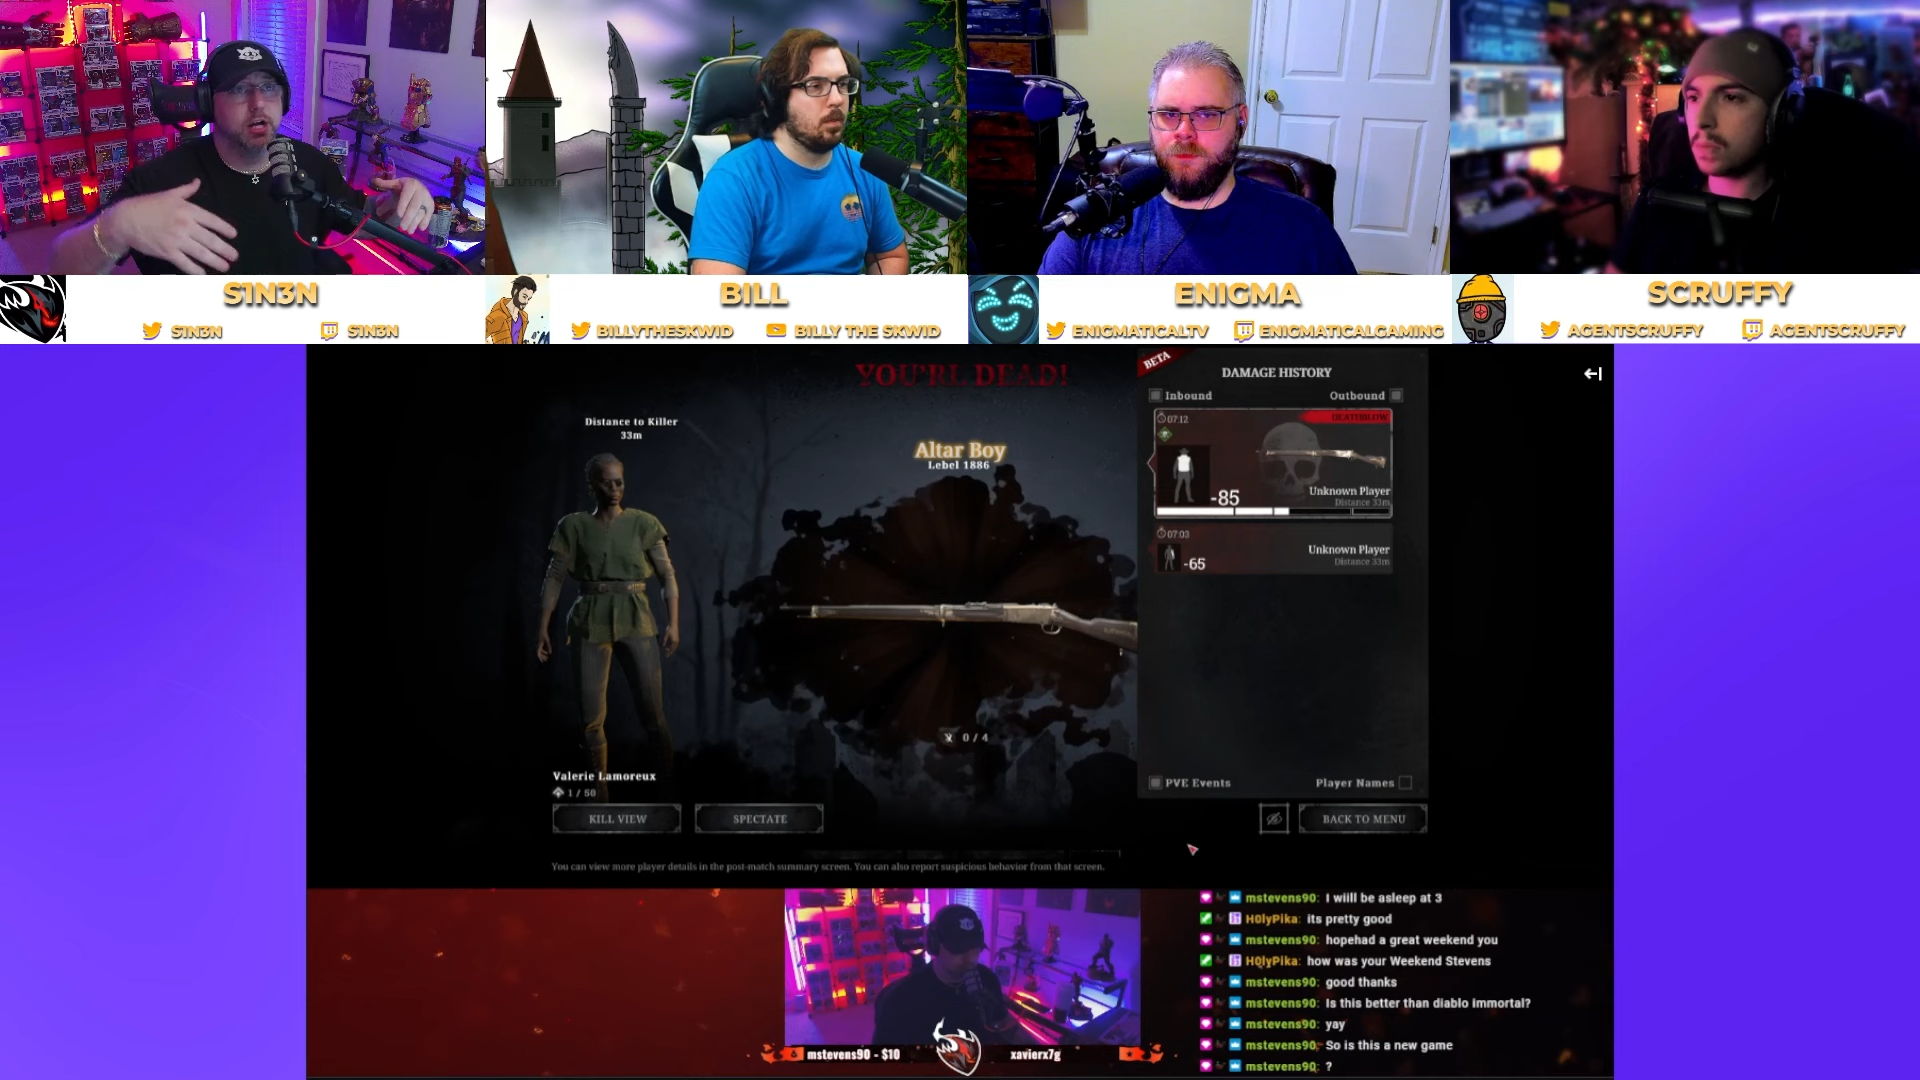 S1N3N
S1N3N
S1N3N
BILL
BILLYTHESKWID
BILLY THE SKWID
ENIGMA
ENIGMATICALTV
ENIGMATICALGAMING
SCRUFFY
AGENTSCRUFFY
AGENTSCRUFFY
YOU'RE DEAD!
Distance to Killer
33m
Altar Boy
Lebel 1886
0 / 4
Valerie Lamoreux
1 / 50
KILL VIEW
SPECTATE
You can view more player details in the post-match summary screen. You can also report suspicious behavior from that screen.
BETA
DAMAGE HISTORY
Inbound
Outbound
07:12
DEATHBLOW
-85
Unknown Player
Distance 33m
07:03
-65
Unknown Player
Distance 33m
PVE Events
Player Names
BACK TO MENU
mstevens90: I wiill be asleep at 3
H0lyPika: its pretty good
mstevens90: hopehad a great weekend you
H0lyPika: how was your Weekend Stevens
mstevens90: good thanks
mstevens90: Is this better than diablo immortal?
mstevens90: yay
mstevens90: So is this a new game
mstevens90: ?
mstevens90 - $10
xavierx7g